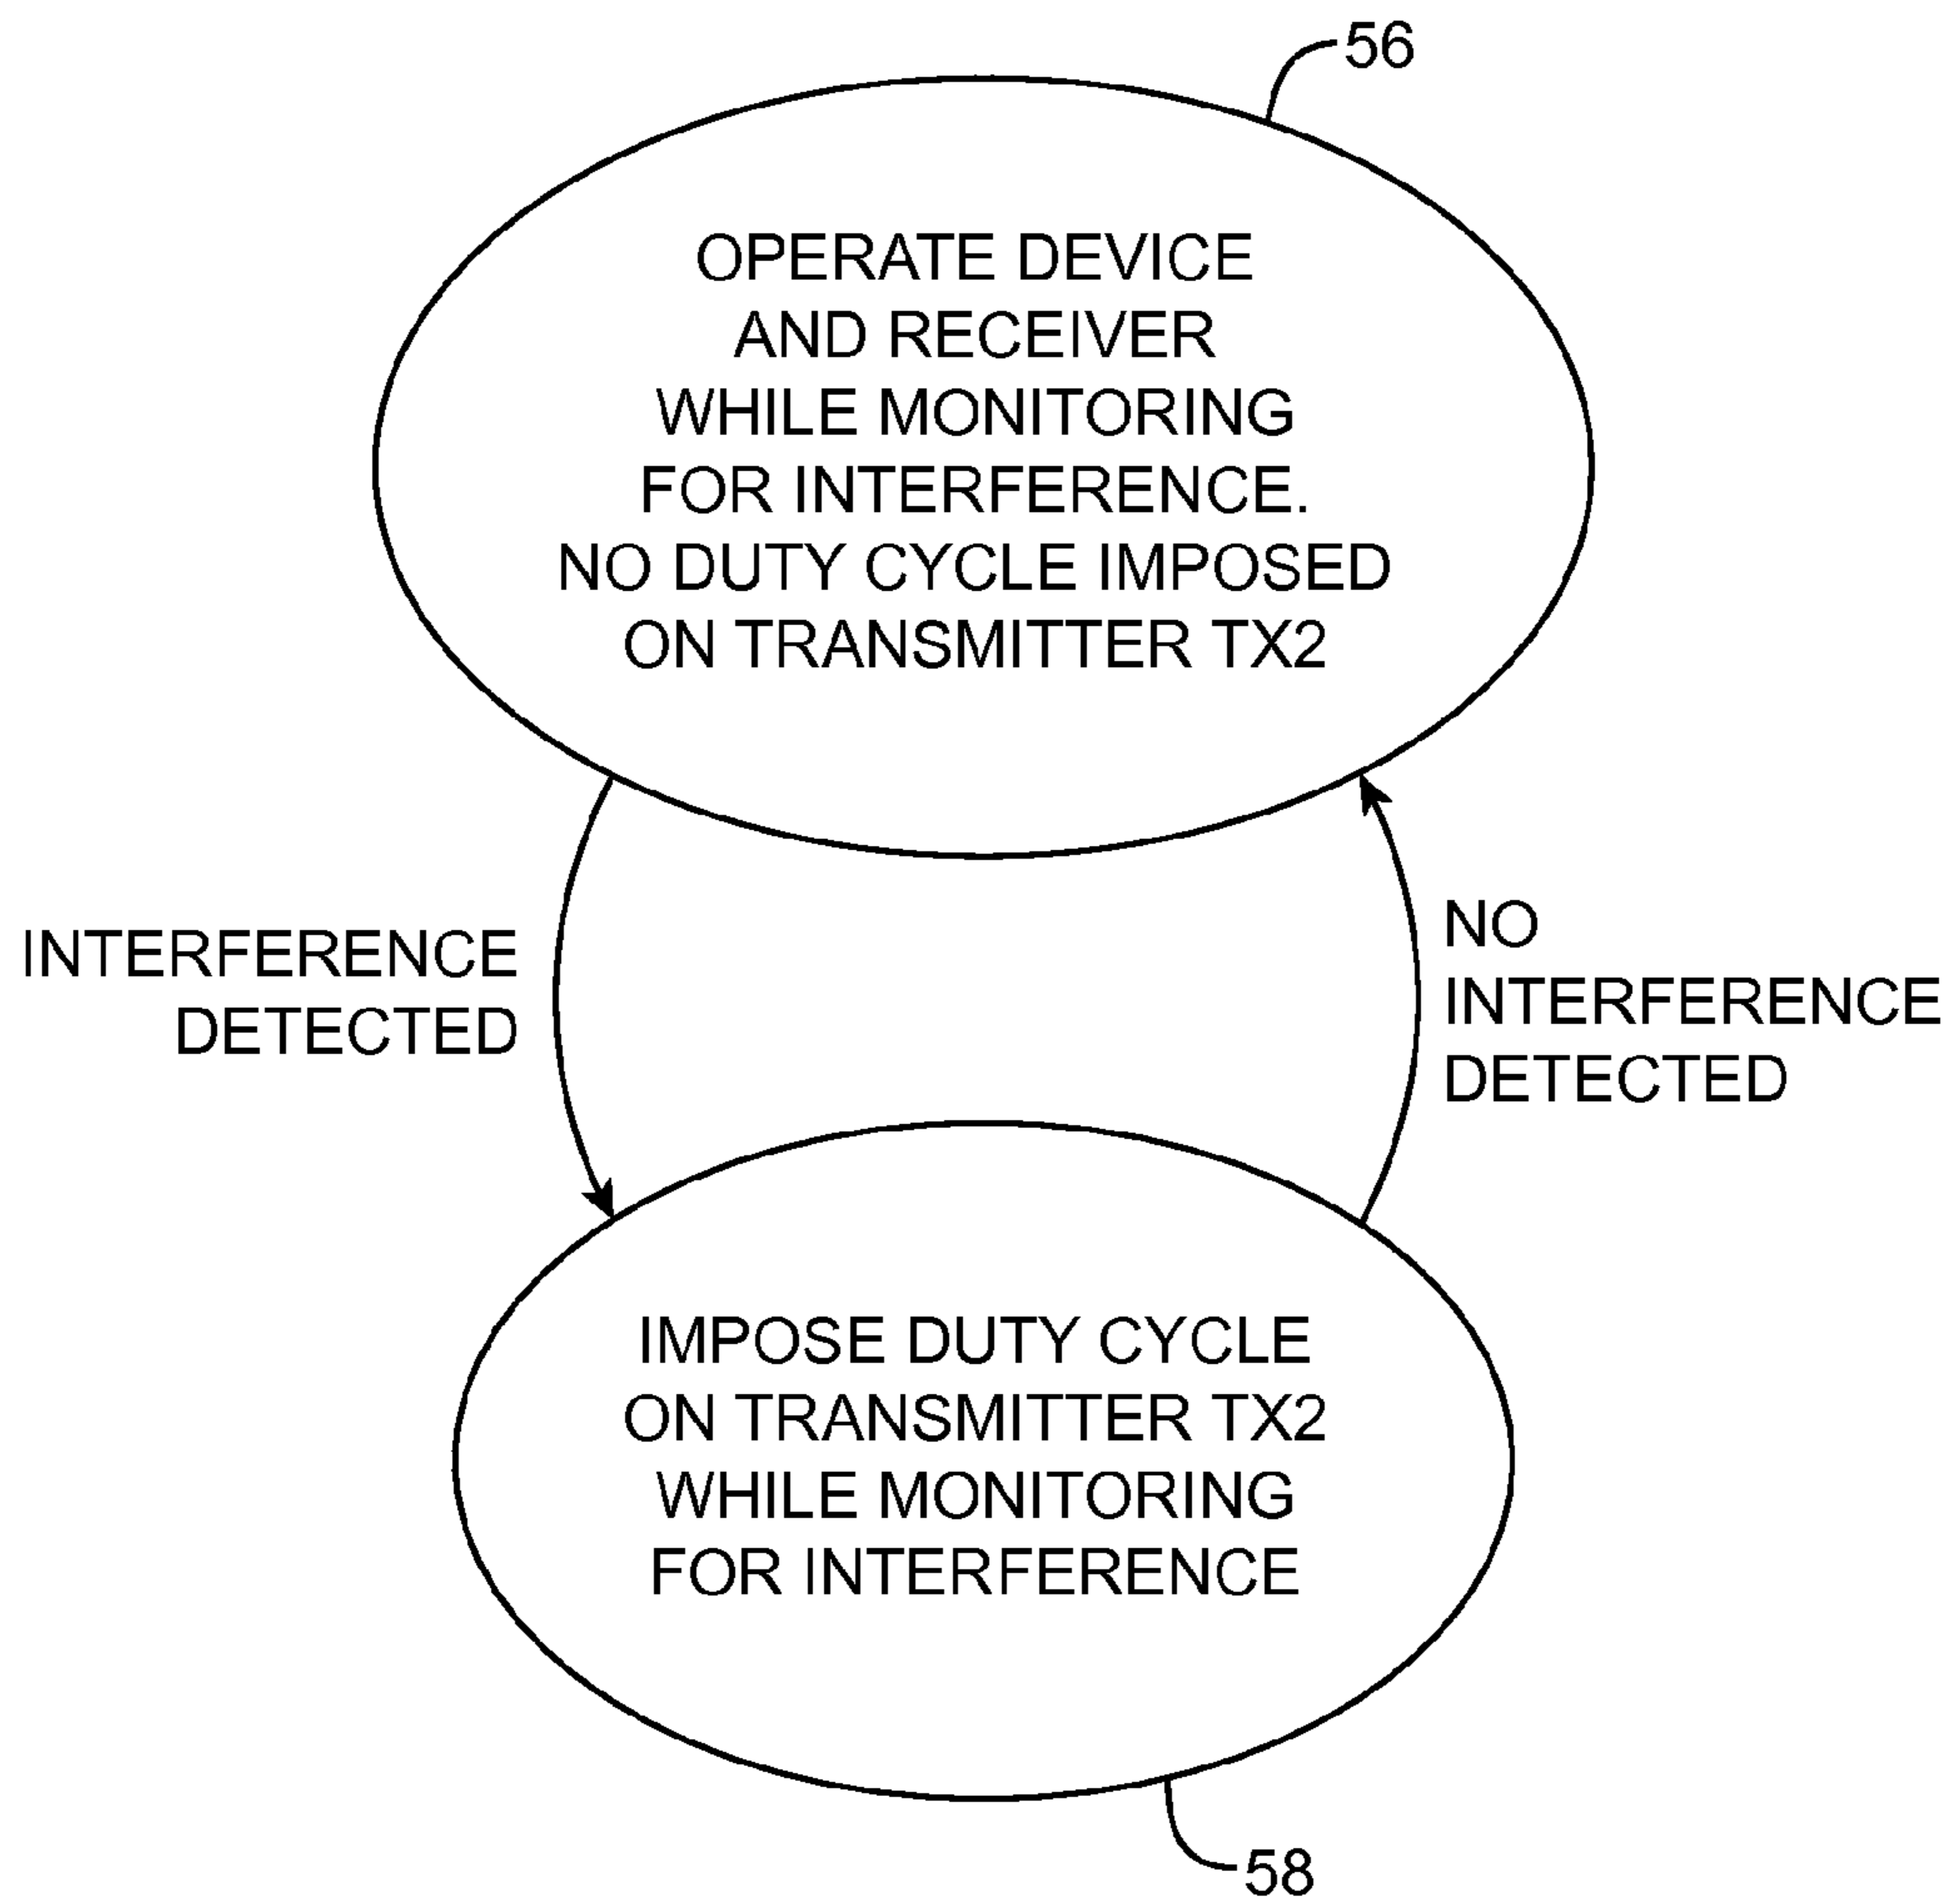 56
OPERATE DEVICE
AND RECEIVER
WHILE MONITORING
FOR INTERFERENCE.
NO DUTY CYCLE IMPOSED
ON TRANSMITTER TX2
INTERFERENCE
DETECTED
NO
INTERFERENCE
DETECTED
IMPOSE DUTY CYCLE
ON TRANSMITTER TX2
WHILE MONITORING
FOR INTERFERENCE
58